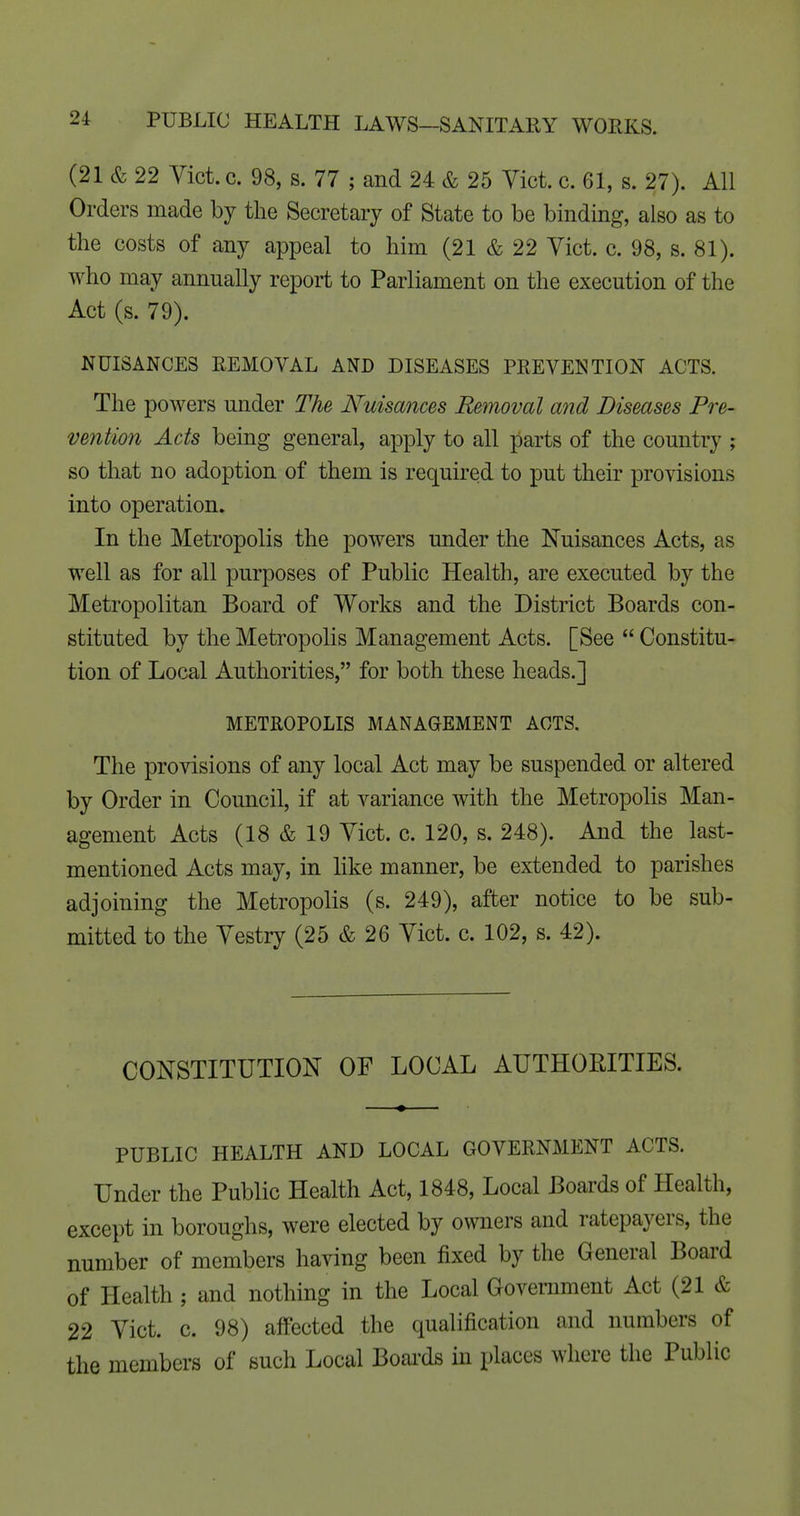 24 PUBLIC HEALTH LAWS—SANITARY WORKS.
(21 & 22 Vict. c. 98, s. 77 ; and 24 & 25 Vict. c. 61, s. 27). All
Orders made by the Secretary of State to be binding, also as to
the costs of any appeal to him (21 & 22 Vict. c. 98, s. 81).
who may annually report to Parliament on the execution of the
Act (s. 79).
NUISANCES REMOVAL AND DISEASES PREVENTION ACTS.
The powers under The Nuisances Removal and Diseases Pre-
vention Acts being general, apply to all parts of the country ;
so that no adoption of them is required to put their provisions
into operation.
In the Metropolis the powers under the Nuisances Acts, as
well as for all purposes of Public Health, are executed by the
Metropolitan Board of Works and the District Boards con-
stituted by the Metropolis Management Acts. [See “ Constitu-
tion of Local Authorities,” for both these heads.]
METROPOLIS MANAGEMENT ACTS.
The provisions of any local Act may be suspended or altered
by Order in Council, if at variance with the Metropolis Man-
agement Acts (18 & 19 Vict. c. 120, s. 248). And the last-
mentioned Acts may, in like manner, be extended to parishes
adjoining the Metropolis (s. 249), after notice to be sub-
mitted to the Vestry (25 & 26 Vict. c. 102, s. 42).
CONSTITUTION OF LOCAL AUTHORITIES.
PUBLIC HEALTH AND LOCAL GOVERNMENT ACTS.
Under the Public Health Act, 1848, Local Boards of Health,
except in boroughs, were elected by owners and ratepayers, the
number of members having been fixed by the General Board
of Health ; and nothing in the Local Government Act (21 &
22 Vict. c. 98) affected the qualification and numbers of
the members of such Local Boards in places where the Public